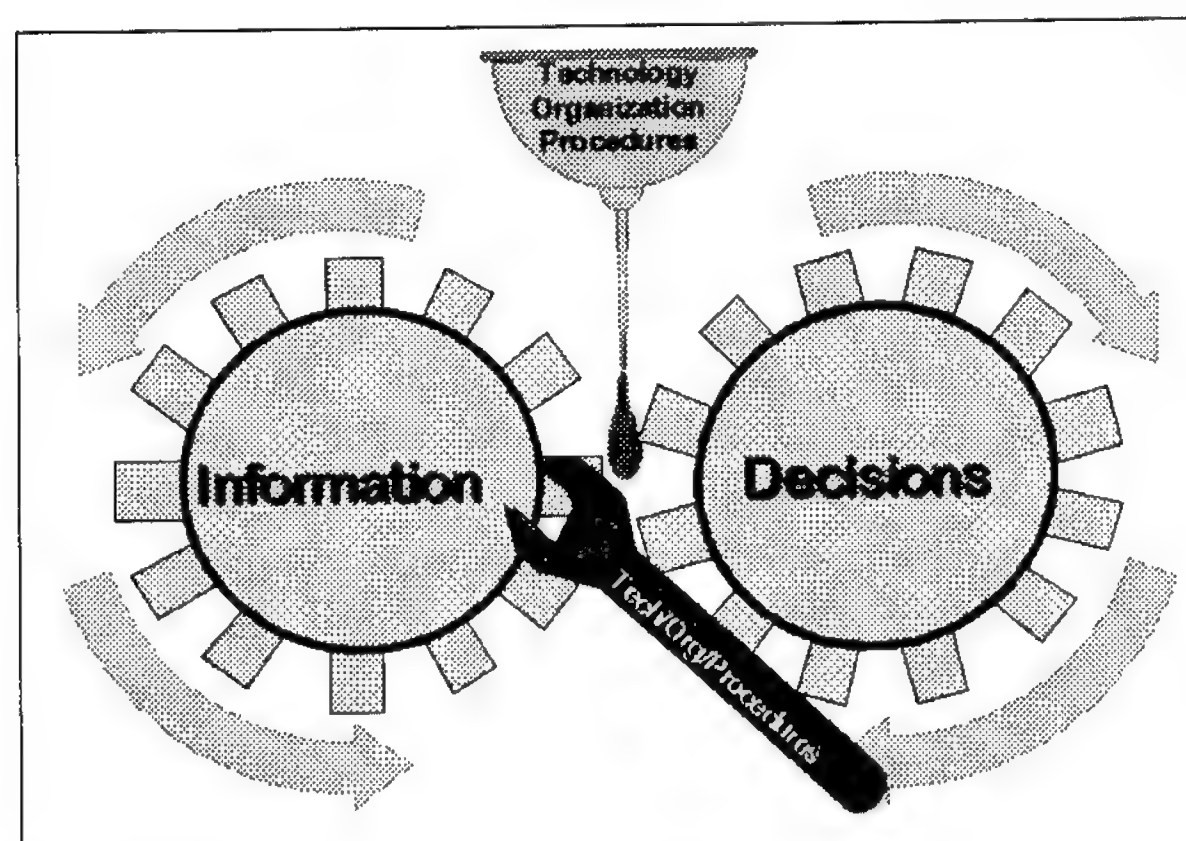 Technology
Organization
Procedures
Information
Decisions
Tech/Org/Procedures